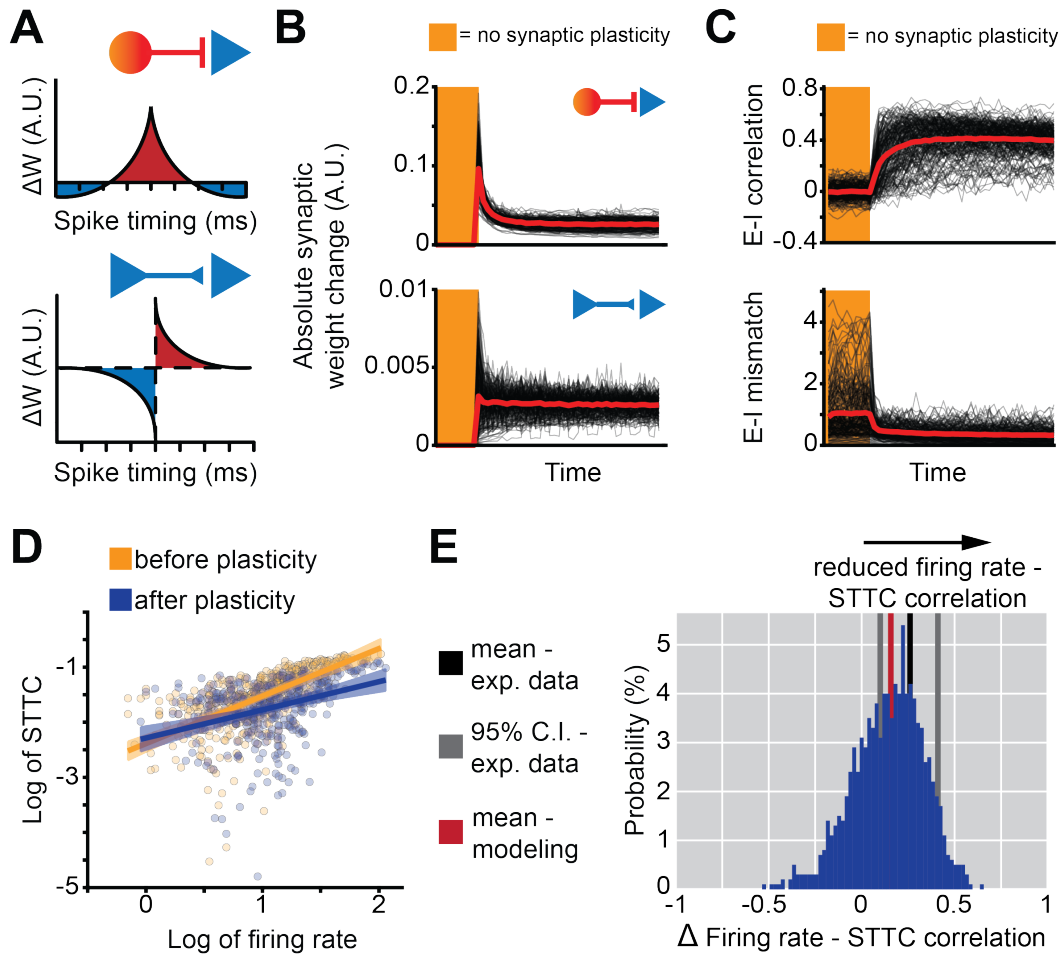 A
ΔW (A.U.)
Spike timing (ms)
ΔW (A.U.)
Spike timing (ms)
B
= no synaptic plasticity
Absolute synaptic
weight change (A.U.)
0.2
0.1
0
0.01
0.005
0
Time
C
= no synaptic plasticity
E-I correlation
0.8
0.4
0
-0.4
E-I mismatch
4
2
0
Time
D
before plasticity
after plasticity
Log of STTC
-1
-3
-5
0
1
2
Log of firing rate
E
mean -
exp. data
95% C.I. -
exp. data
mean -
modeling
reduced firing rate -
STTC correlation
Probability (%)
5
4
3
2
1
0
-1
-0.5
0
0.5
1
Δ Firing rate - STTC correlation